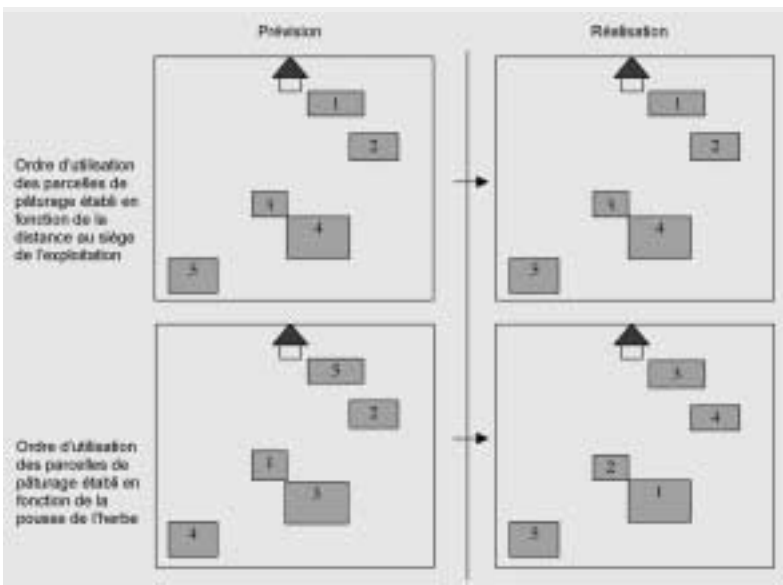 Prévision
Réalisation
Ordre d'utilisation
des parcelles de
pâturage établi en
fonction de la
distance au siège
de l'exploitation
1
2
3
4
5
1
2
3
4
5
Ordre d'utilisation
des parcelles de
pâturage établi en
fonction de la
pousse de l'herbe
5
2
1
3
4
3
4
2
1
5